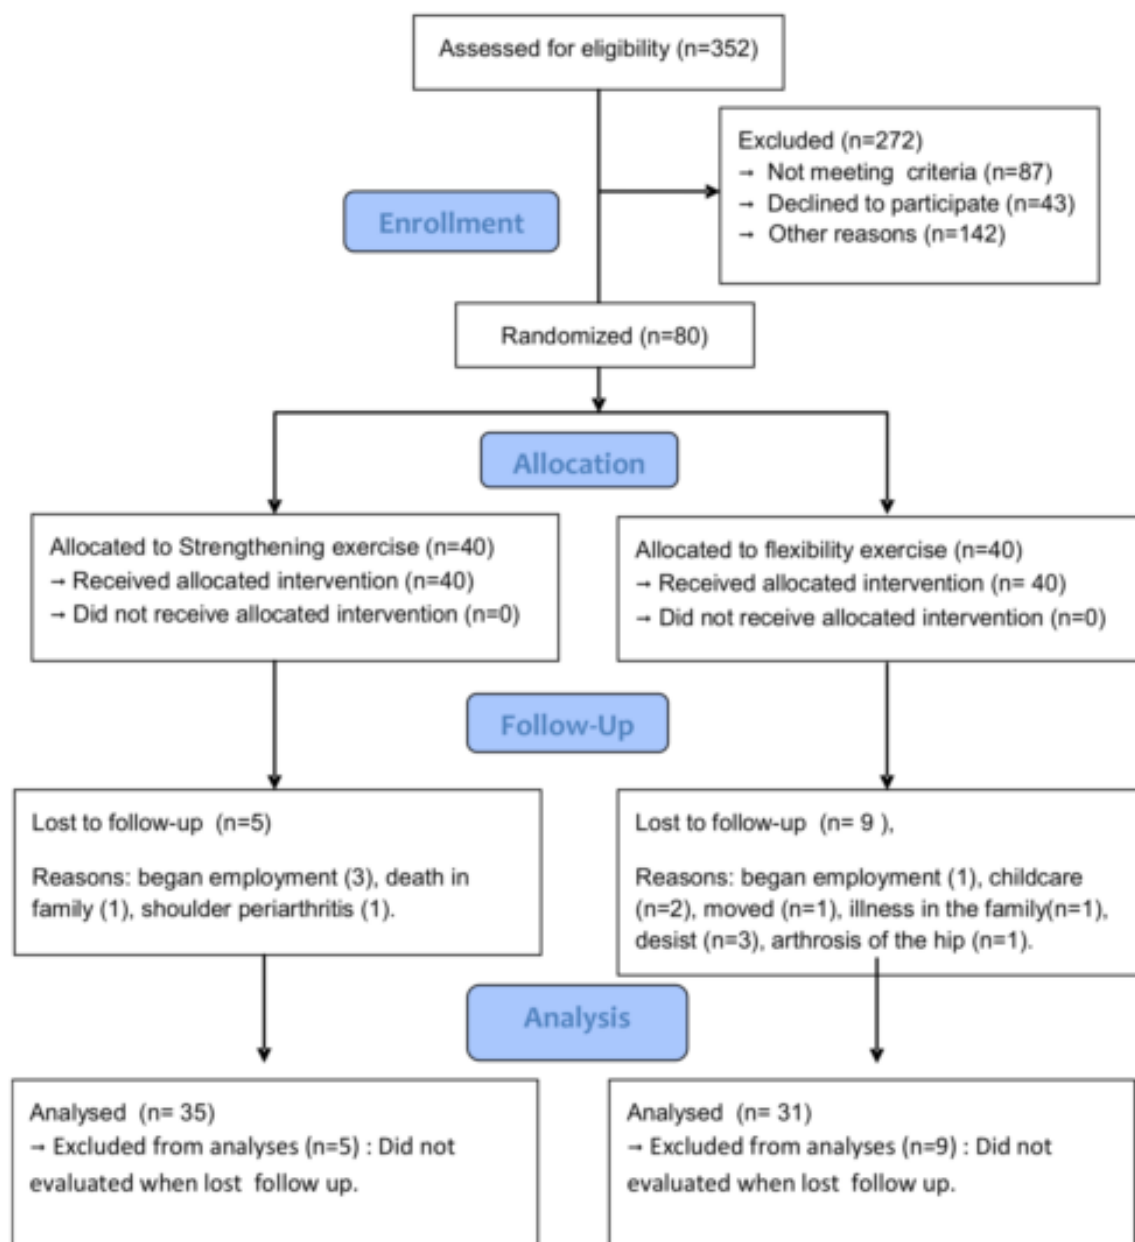 Assessed for eligibility (n=352)
Excluded (n=272)
→ Not meeting criteria (n=87)
→ Declined to participate (n=43)
→ Other reasons (n=142)
Enrollment
Randomized (n=80)
Allocation
Allocated to Strengthening exercise (n=40)
→ Received allocated intervention (n=40)
→ Did not receive allocated intervention (n=0)
Allocated to flexibility exercise (n=40)
→ Received allocated intervention (n= 40)
→ Did not receive allocated intervention (n=0)
Follow-Up
Lost to follow-up (n=5)
Reasons: began employment (3), death in
family (1), shoulder periarthritis (1).
Lost to follow-up (n= 9 ),
Reasons: began employment (1), childcare
(n=2), moved (n=1), illness in the family(n=1),
desist (n=3), arthrosis of the hip (n=1).
Analysis
Analysed (n= 35)
→ Excluded from analyses (n=5) : Did not
evaluated when lost follow up.
Analysed (n= 31)
→ Excluded from analyses (n=9) : Did not
evaluated when lost follow up.